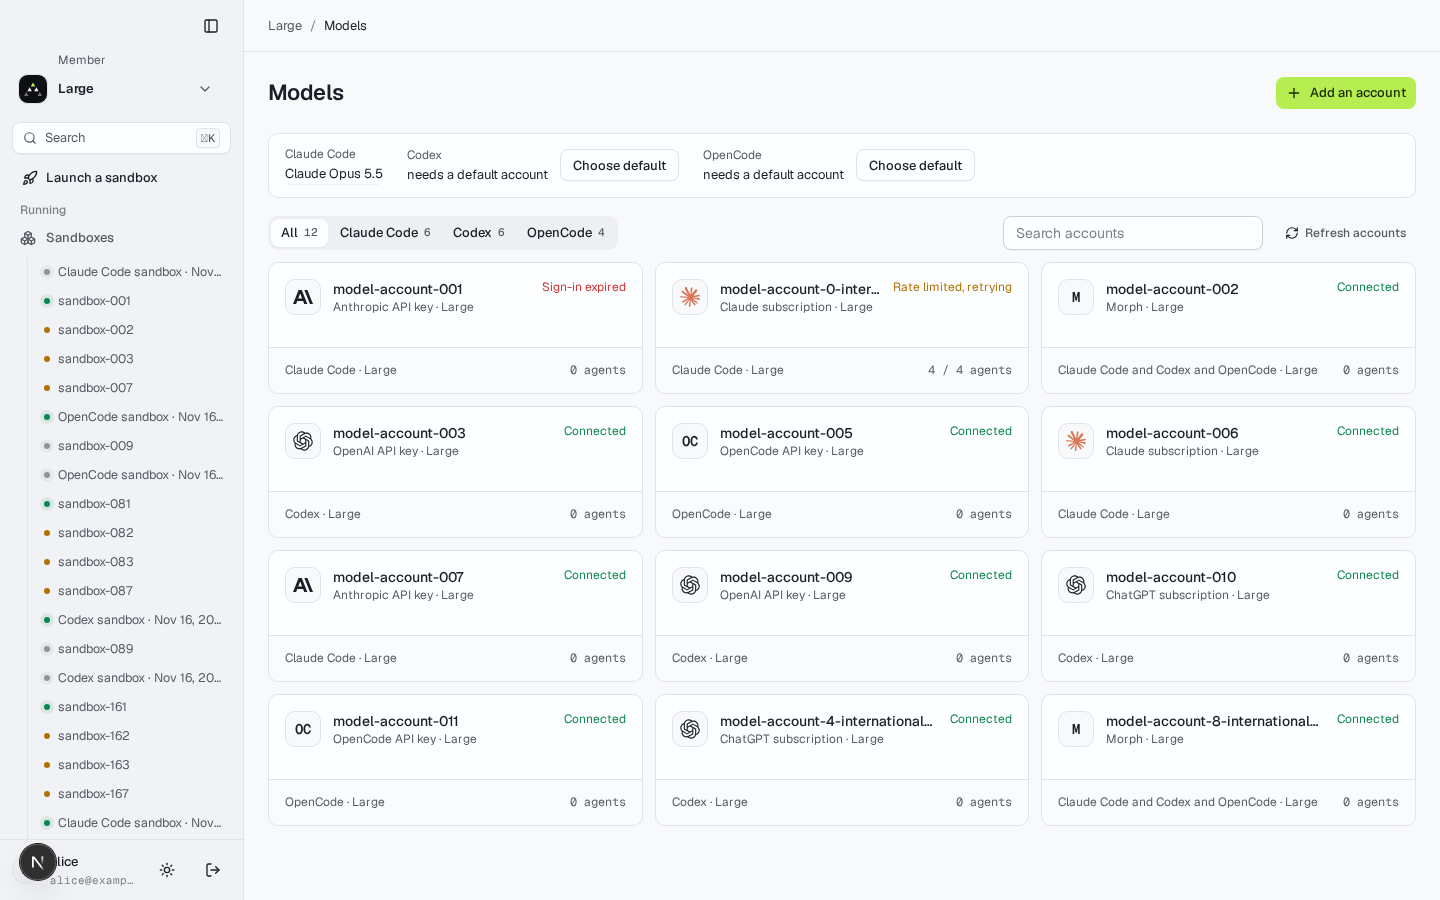 Member
Large
Search
K
Launch a sandbox
Running
Sandboxes
Claude Code sandbox · Nov...
sandbox-001
sandbox-002
sandbox-003
sandbox-007
OpenCode sandbox · Nov 16...
sandbox-009
OpenCode sandbox · Nov 16...
sandbox-081
sandbox-082
sandbox-083
sandbox-087
Codex sandbox · Nov 16, 20...
sandbox-089
Codex sandbox · Nov 16, 20...
sandbox-161
sandbox-162
sandbox-163
sandbox-167
Claude Code sandbox · Nov...
N
lice
alice@examp...
Large / Models
Models
Add an account
Claude Code
Claude Opus 5.5
Codex
needs a default account
Choose default
OpenCode
needs a default account
Choose default
All 12
Claude Code 6
Codex 6
OpenCode 4
Search accounts
Refresh accounts
model-account-001
Sign-in expired
Anthropic API key · Large
Claude Code · Large
0 agents
model-account-0-inter...
Rate limited, retrying
Claude subscription · Large
Claude Code · Large
4 / 4 agents
M
model-account-002
Connected
Morph · Large
Claude Code and Codex and OpenCode · Large
0 agents
model-account-003
Connected
OpenAI API key · Large
Codex · Large
0 agents
OC
model-account-005
Connected
OpenCode API key · Large
OpenCode · Large
0 agents
model-account-006
Connected
Claude subscription · Large
Claude Code · Large
0 agents
model-account-007
Connected
Anthropic API key · Large
Claude Code · Large
0 agents
model-account-009
Connected
OpenAI API key · Large
Codex · Large
0 agents
model-account-010
Connected
ChatGPT subscription · Large
Codex · Large
0 agents
OC
model-account-011
Connected
OpenCode API key · Large
OpenCode · Large
0 agents
model-account-4-international...
Connected
ChatGPT subscription · Large
Codex · Large
0 agents
M
model-account-8-international...
Connected
Morph · Large
Claude Code and Codex and OpenCode · Large
0 agents